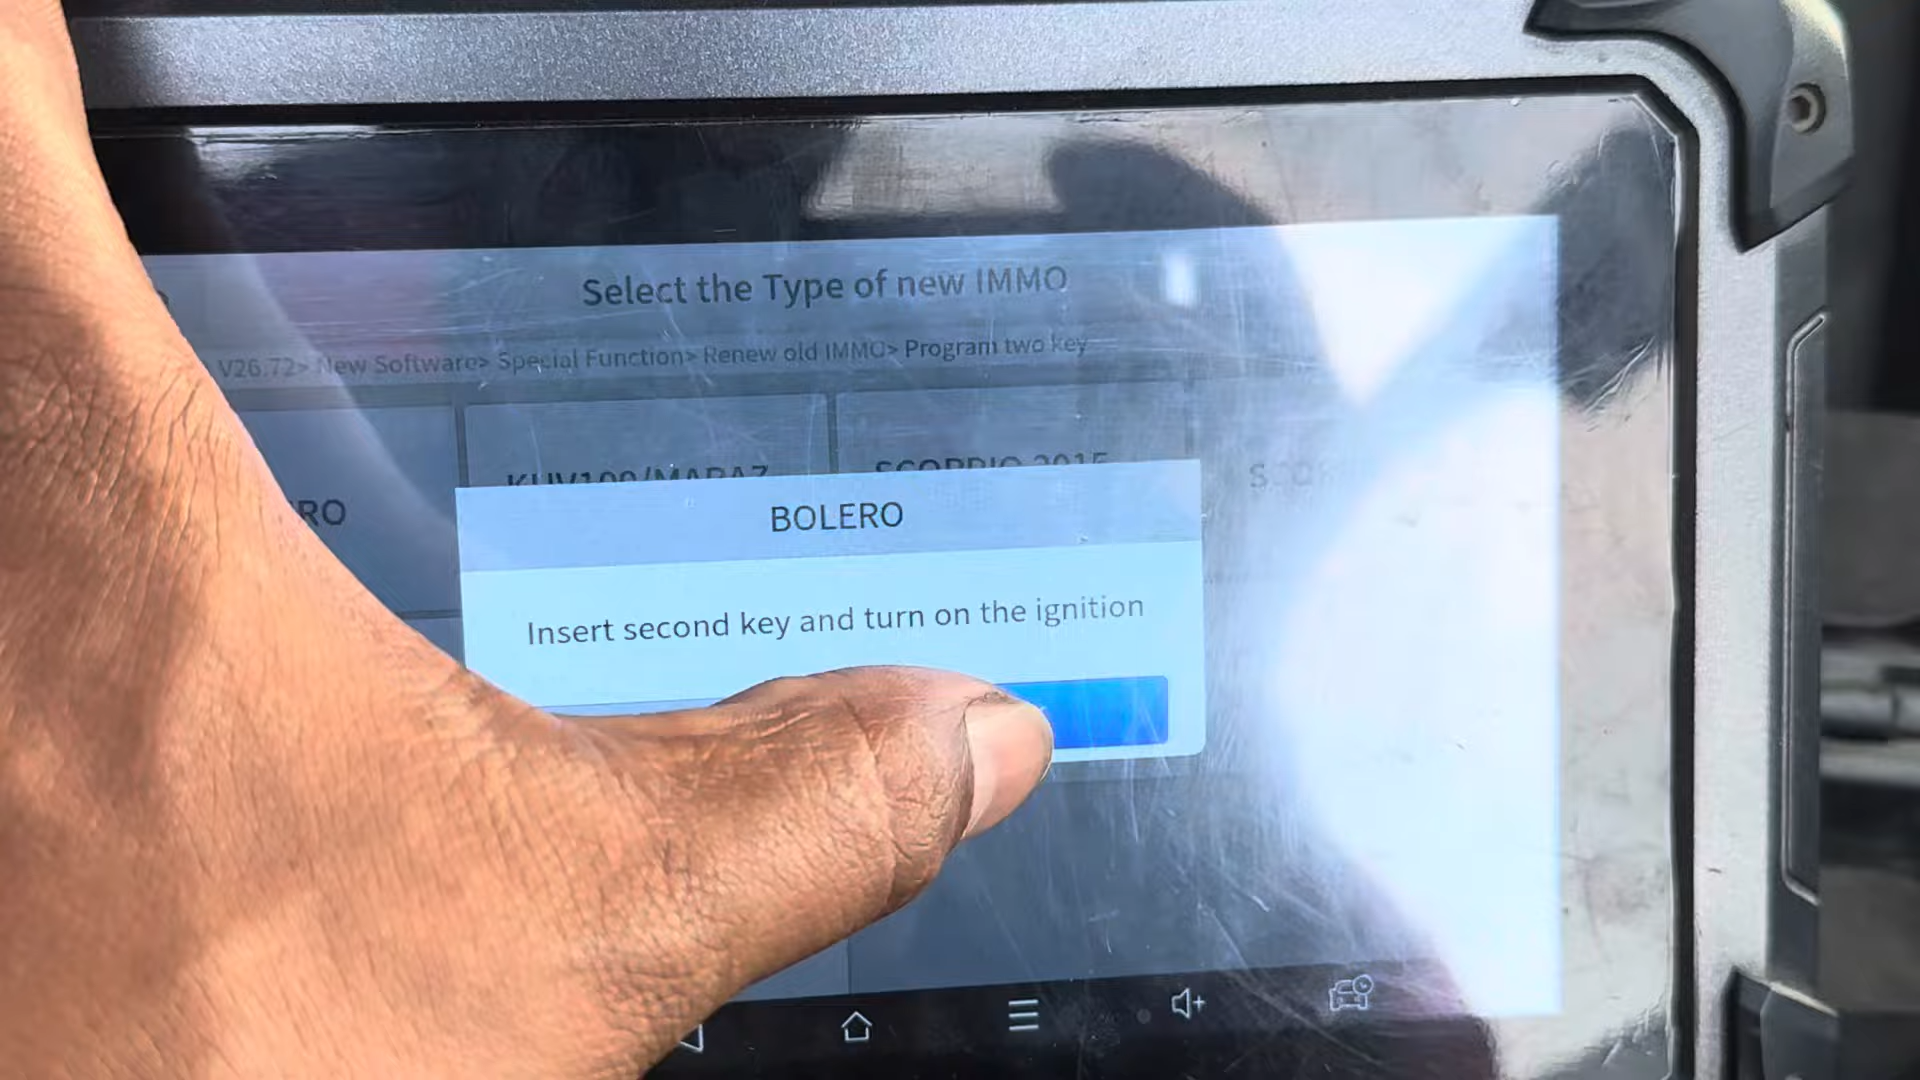 Select the Type of new IMMO
V26.72> New Software> Special Function> Renew old IMMO> Program two key
KUV100/MARAZ
SCORPIO 2015
RO
BOLERO
Insert second key and turn on the ignition